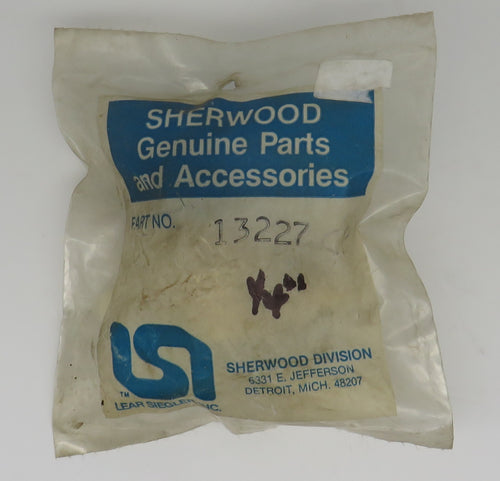 SHERWOOD
Genuine Parts
and Accessories
PART NO. 13227
¼"
SHERWOOD DIVISION
6331 E. JEFFERSON
DETROIT, MICH. 48207
LSI
TM
LEAR SIEGLER, INC.